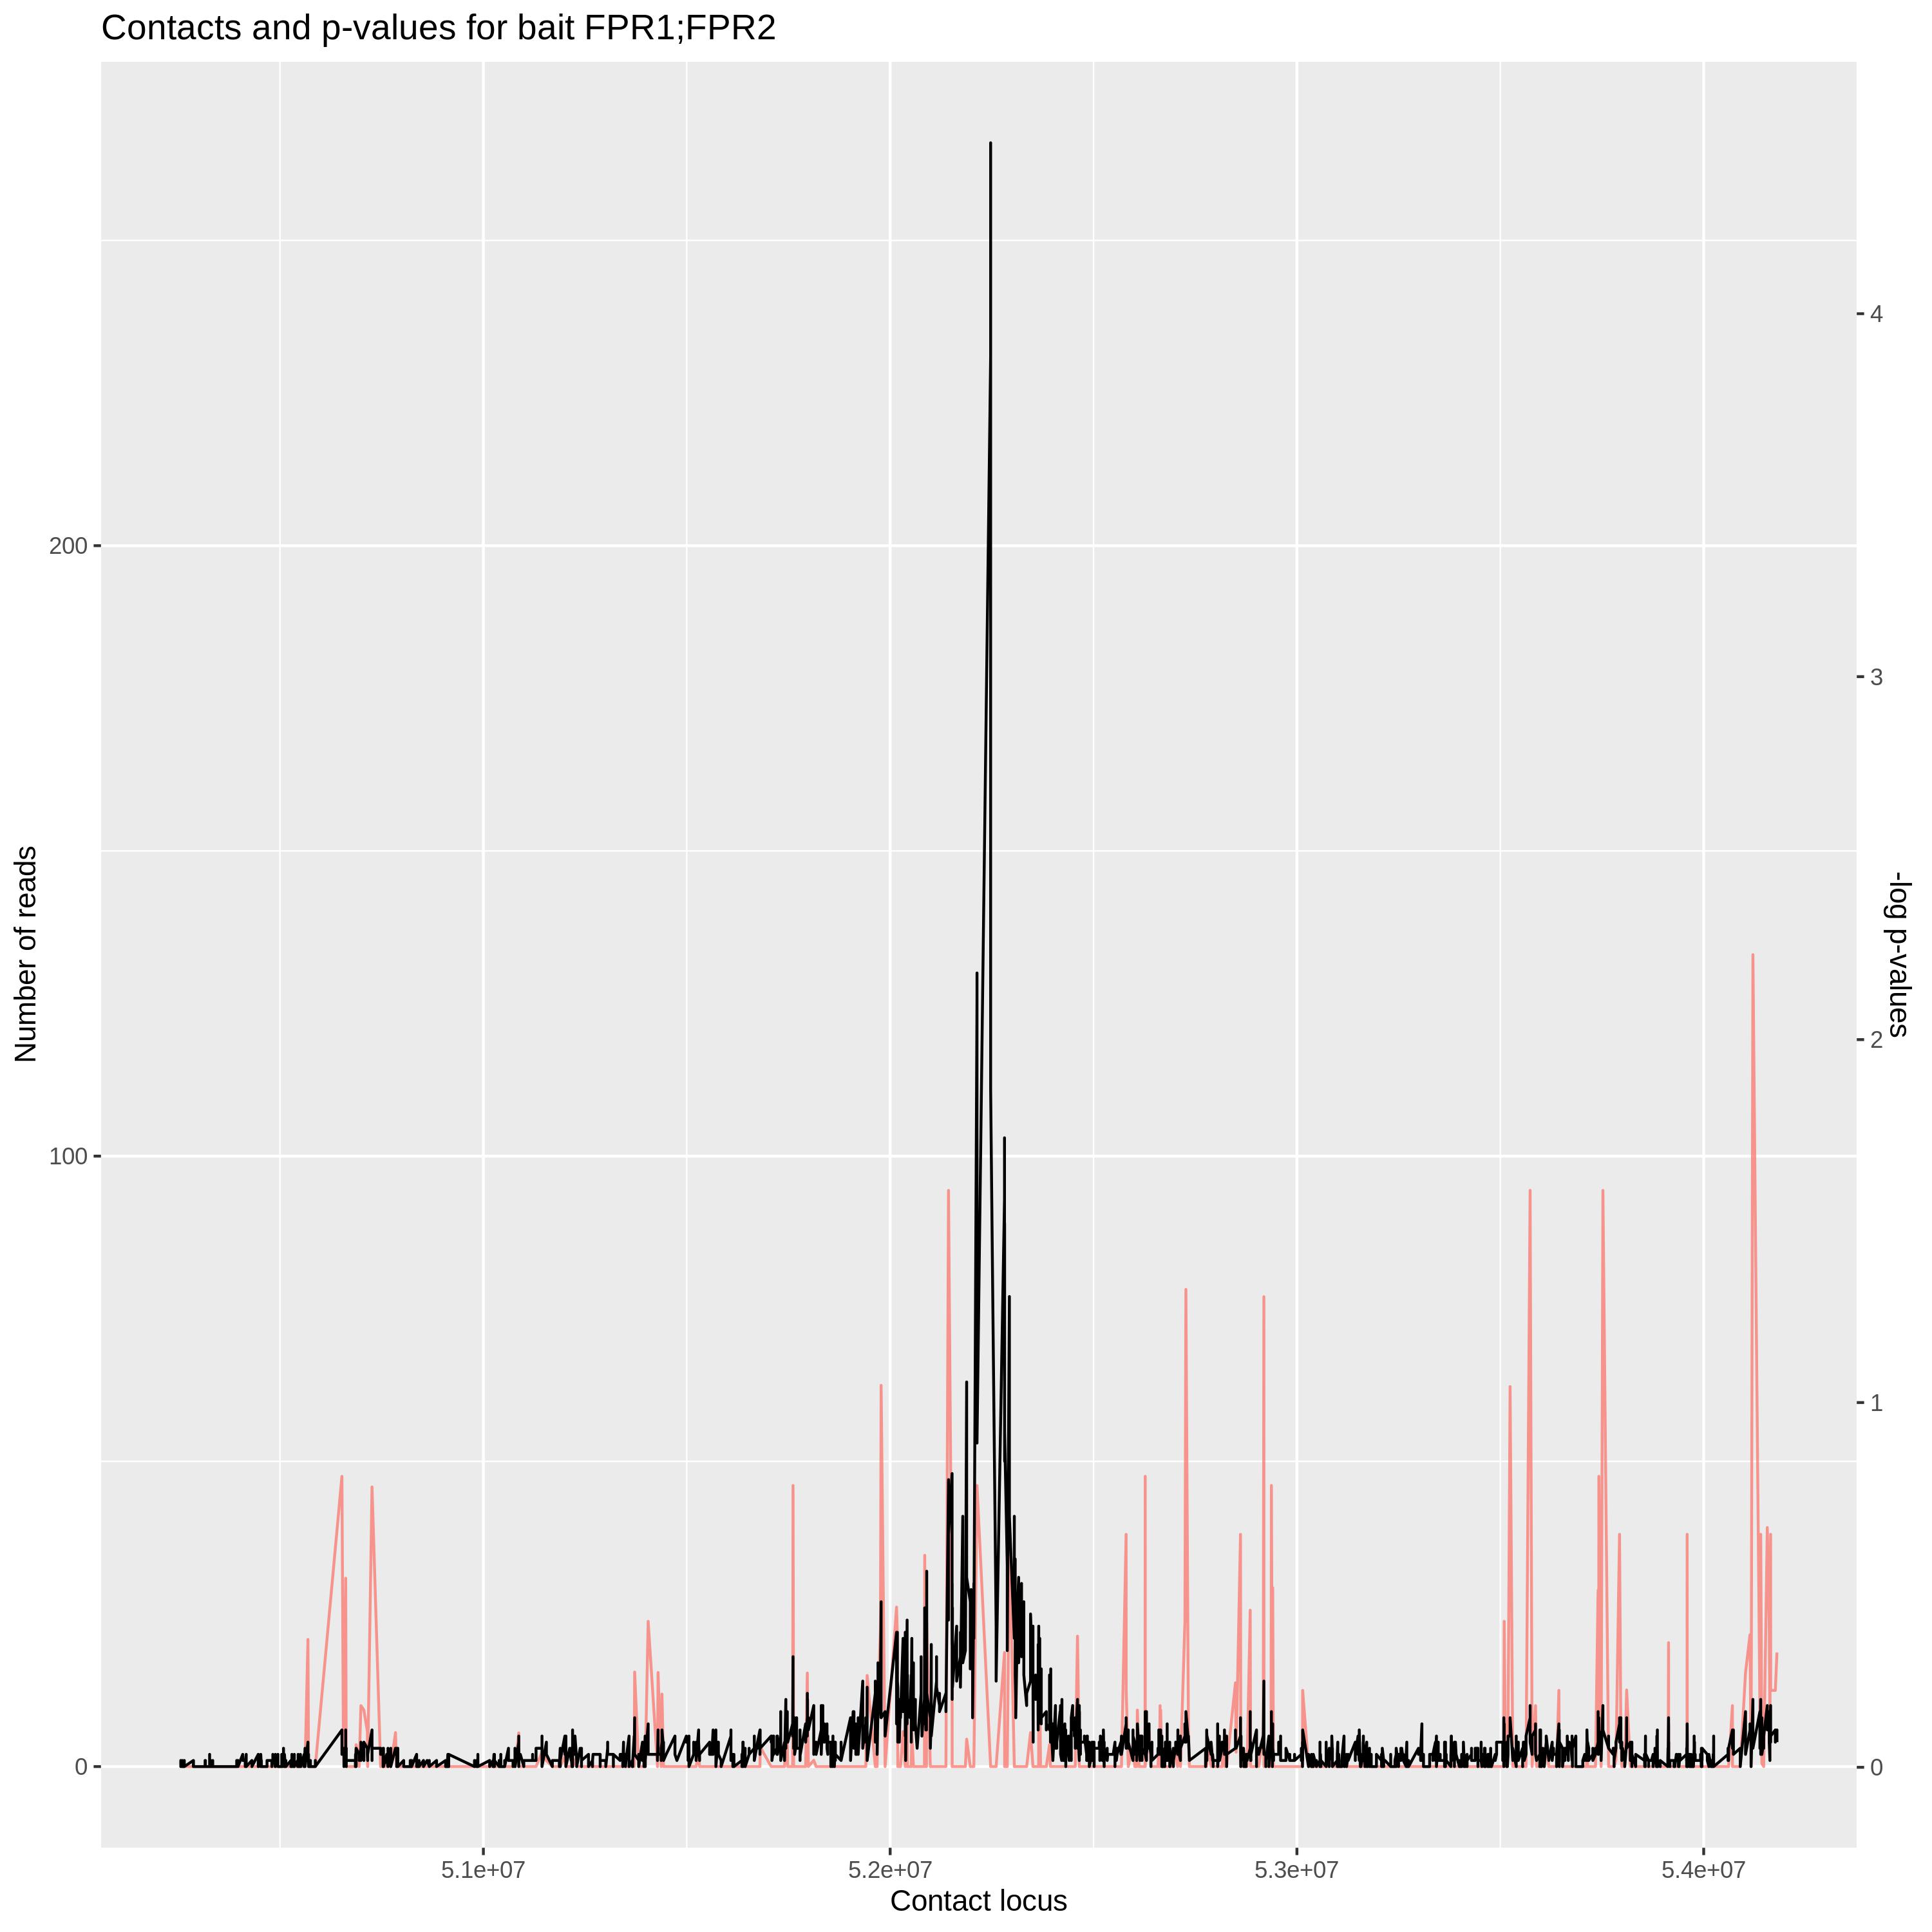 Contacts and p-values for bait FPR1;FPR2
Number of reads
200
100
0
4
3
2
1
0
-log p-values
5.1e+07
5.2e+07
5.3e+07
5.4e+07
Contact locus